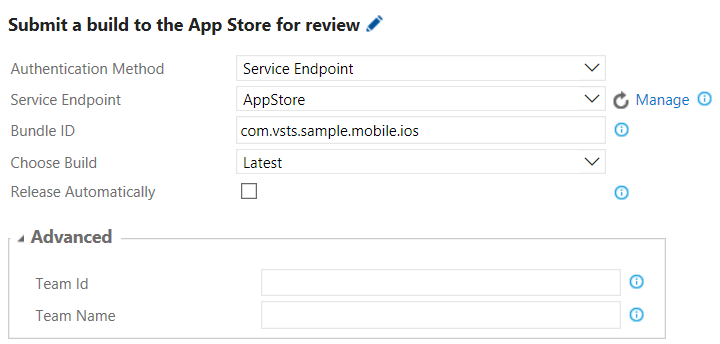 Submit a build to the App Store for review
Authentication Method Service Endpoint
Service Endpoint AppStore Manage
Bundle ID com.vsts.sample.mobile.ios
Choose Build Latest
Release Automatically
Advanced
Team Id
Team Name